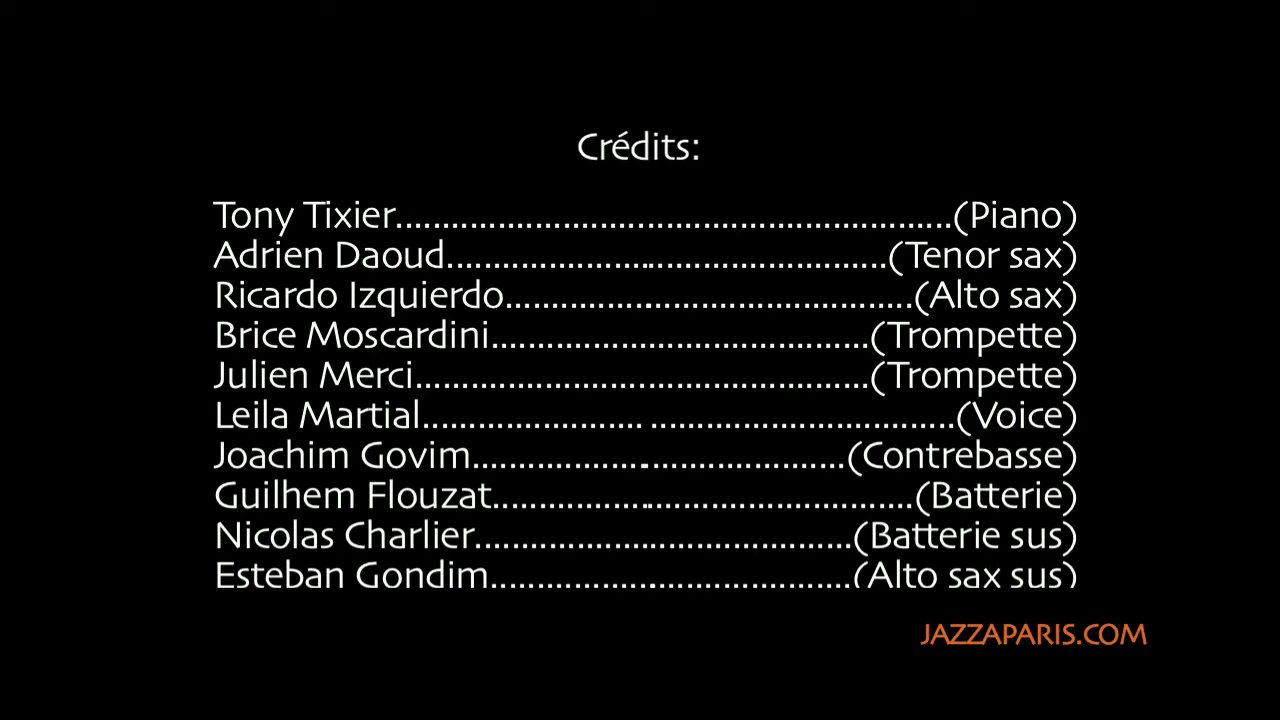 Crédits:
Tony Tixier............................................................(Piano)
Adrien Daoud...............................................(Tenor sax)
Ricardo Izquierdo............................................(Alto sax)
Brice Moscardini.........................................(Trompette)
Julien Merci.................................................(Trompette)
Leila Martial........................ .................................(Voice)
Joachim Govim........................................(Contrebasse)
Guilhem Flouzat.............................................(Batterie)
Nicolas Charlier.........................................(Batterie sus)
Esteban Gondim.......................................(Alto sax sus)
JAZZAPARIS.COM